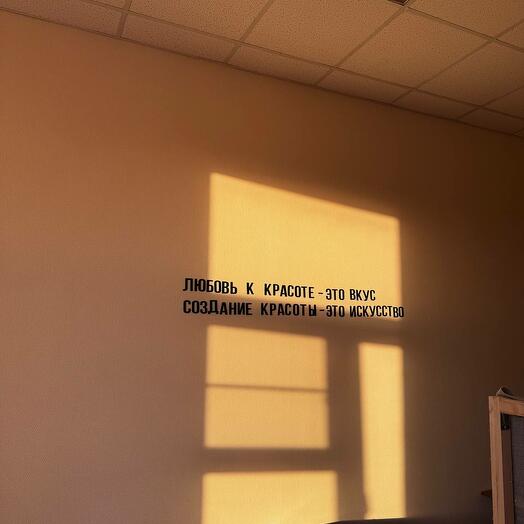 ЛЮБОВЬ К КРАСОТЕ - ЭТО ВКУС
СОЗДАНИЕ КРАСОТЫ - ЭТО ИСКУССТВО